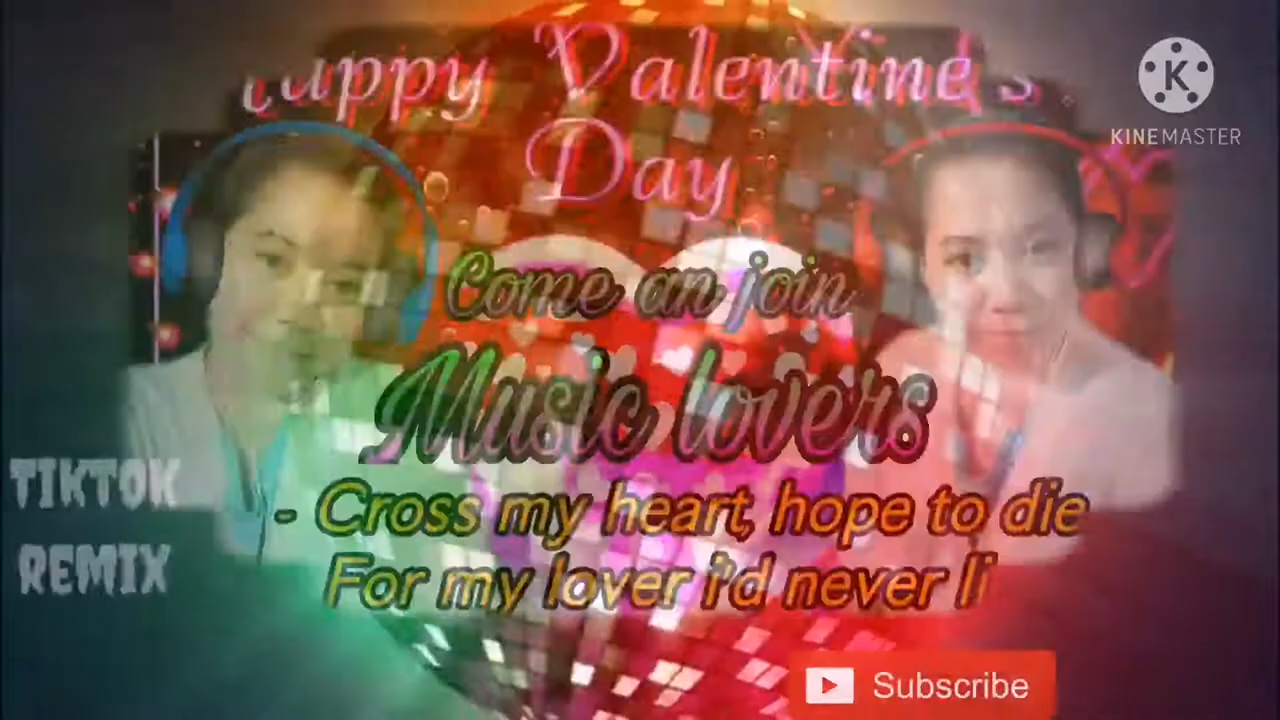 Happy Valentine's
Day
K
KINEMASTER
Come an join
Music lovers
TIKTOK
REMIX
- Cross my heart, hope to die
For my lover i'd never li
Subscribe